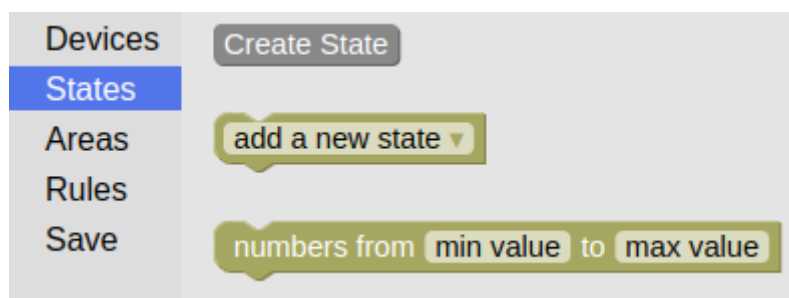 Devices
States
Areas
Rules
Save
Create State
add a new state
numbers from min value to max value